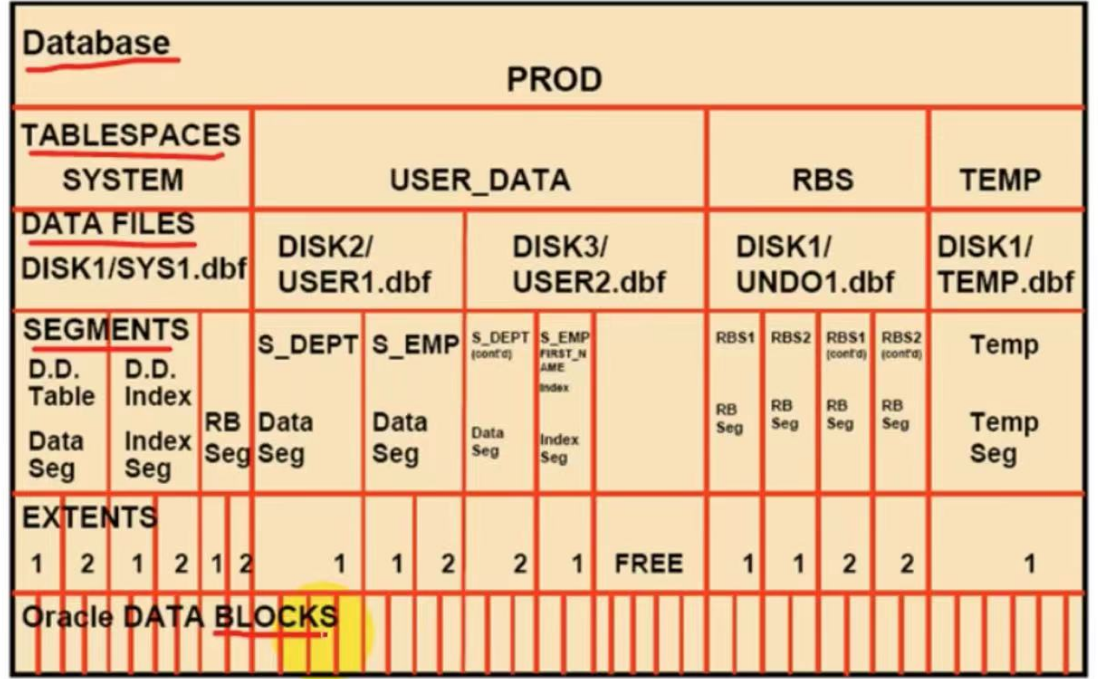 Database
PROD
TABLESPACES
SYSTEM
USER_DATA
RBS
TEMP
DATA FILES
DISK1/SYS1.dbf
DISK2/
USER1.dbf
DISK3/
USER2.dbf
DISK1/
UNDO1.dbf
DISK1/
TEMP.dbf
SEGMENTS
D.D.
Table
Data
Seg
D.D.
Index
Index
Seg
RB
Seg
S_DEPT
Data
Seg
S_EMP
Data
Seg
S_DEPT
(cont'd)
Data
Seg
S_EMP
FIRST_N
AME
Index
Index
Seg
RBS1
RB
Seg
RBS2
RB
Seg
RBS1
(cont'd)
RB
Seg
RBS2
(cont'd)
RB
Seg
Temp
Temp
Seg
EXTENTS
1 2 1 2 1 2 1 1 2 2 1 FREE 1 1 2 2 1
Oracle DATA BLOCKS